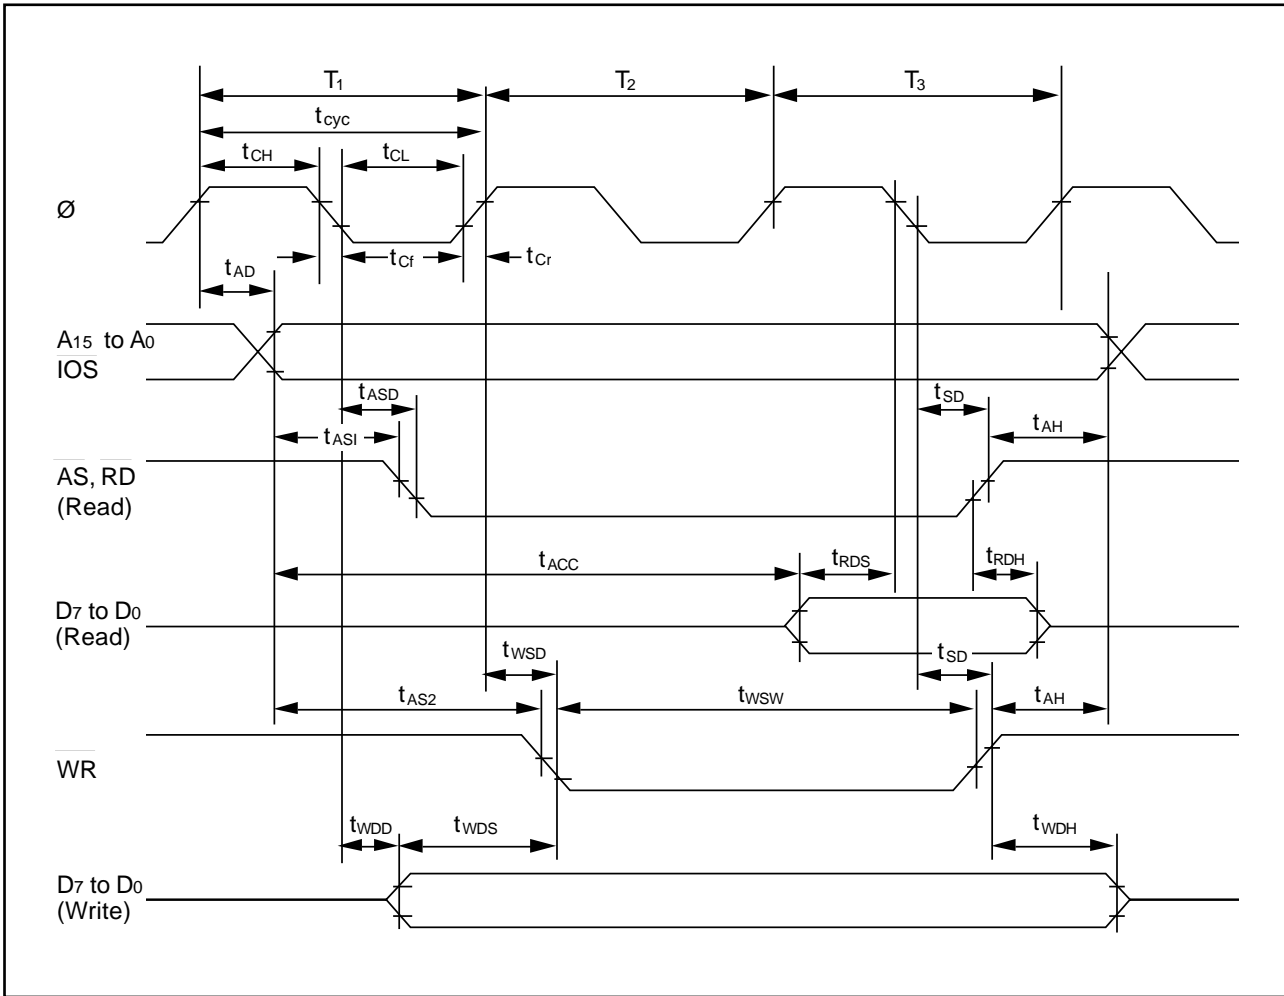 T1 T2 T3
tcyc
tCH tCL
Ø
tCf tCr
tAD
A15 to A0
IOS
tASD tSD
tASI tAH
AS, RD
(Read)
tACC tRDS tRDH
D7 to D0
(Read)
tWSD tSD
tAS2 tWSW tAH
WR
tWDD tWDS tWDH
D7 to D0
(Write)